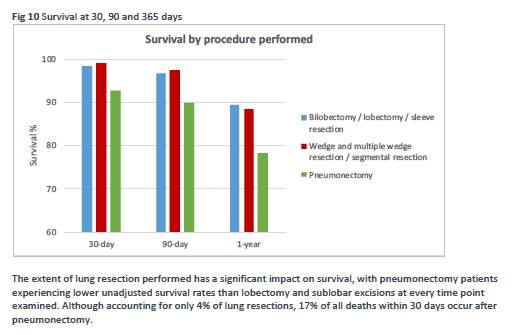 Fig 10 Survival at 30, 90 and 365 days
Survival by procedure performed
100
90
80
70
60
Survival %
30-day
90-day
1-year
Bilobectomy / lobectomy / sleeve
resection
Wedge and multiple wedge
resection / segmental resection
Pneumonectomy
The extent of lung resection performed has a significant impact on survival, with pneumonectomy patients
experiencing lower unadjusted survival rates than lobectomy and sublobar excisions at every time point
examined. Although accounting for only 4% of lung resections, 17% of all deaths within 30 days occur after
pneumonectomy.